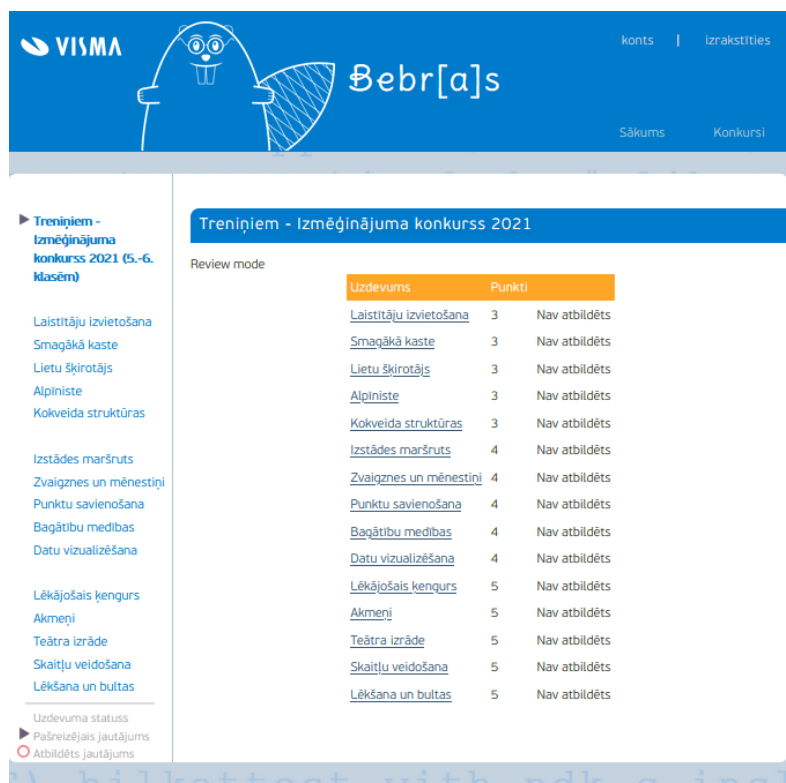 VISMA
konts | izrakstīties
Bebr[a]s
Sākums Konkursi
Treniņiem -
Izmēģinājuma
konkurss 2021 (5.-6.
klasēm)
Laistītāju izvietošana
Smagākā kaste
Lietu šķirotājs
Alpīniste
Kokveida struktūras
Izstādes maršruts
Zvaigznes un mēnestiņi
Punktu savienošana
Bagātību medības
Datu vizualizēšana
Lēkājošais ķengurs
Akmeņi
Teātra izrāde
Skaitļu veidošana
Lēkšana un bultas
Uzdevuma statuss
Pašreizējais jautājums
Atbildēts jautājums
Treniņiem - Izmēģinājuma konkurss 2021
Review mode
Uzdevums Punkti
Laistītāju izvietošana 3 Nav atbildēts
Smagākā kaste 3 Nav atbildēts
Lietu šķirotājs 3 Nav atbildēts
Alpīniste 3 Nav atbildēts
Kokveida struktūras 3 Nav atbildēts
Izstādes maršruts 4 Nav atbildēts
Zvaigznes un mēnestiņi 4 Nav atbildēts
Punktu savienošana 4 Nav atbildēts
Bagātību medības 4 Nav atbildēts
Datu vizualizēšana 4 Nav atbildēts
Lēkājošais ķengurs 5 Nav atbildēts
Akmeņi 5 Nav atbildēts
Teātra izrāde 5 Nav atbildēts
Skaitļu veidošana 5 Nav atbildēts
Lēkšana un bultas 5 Nav atbildēts